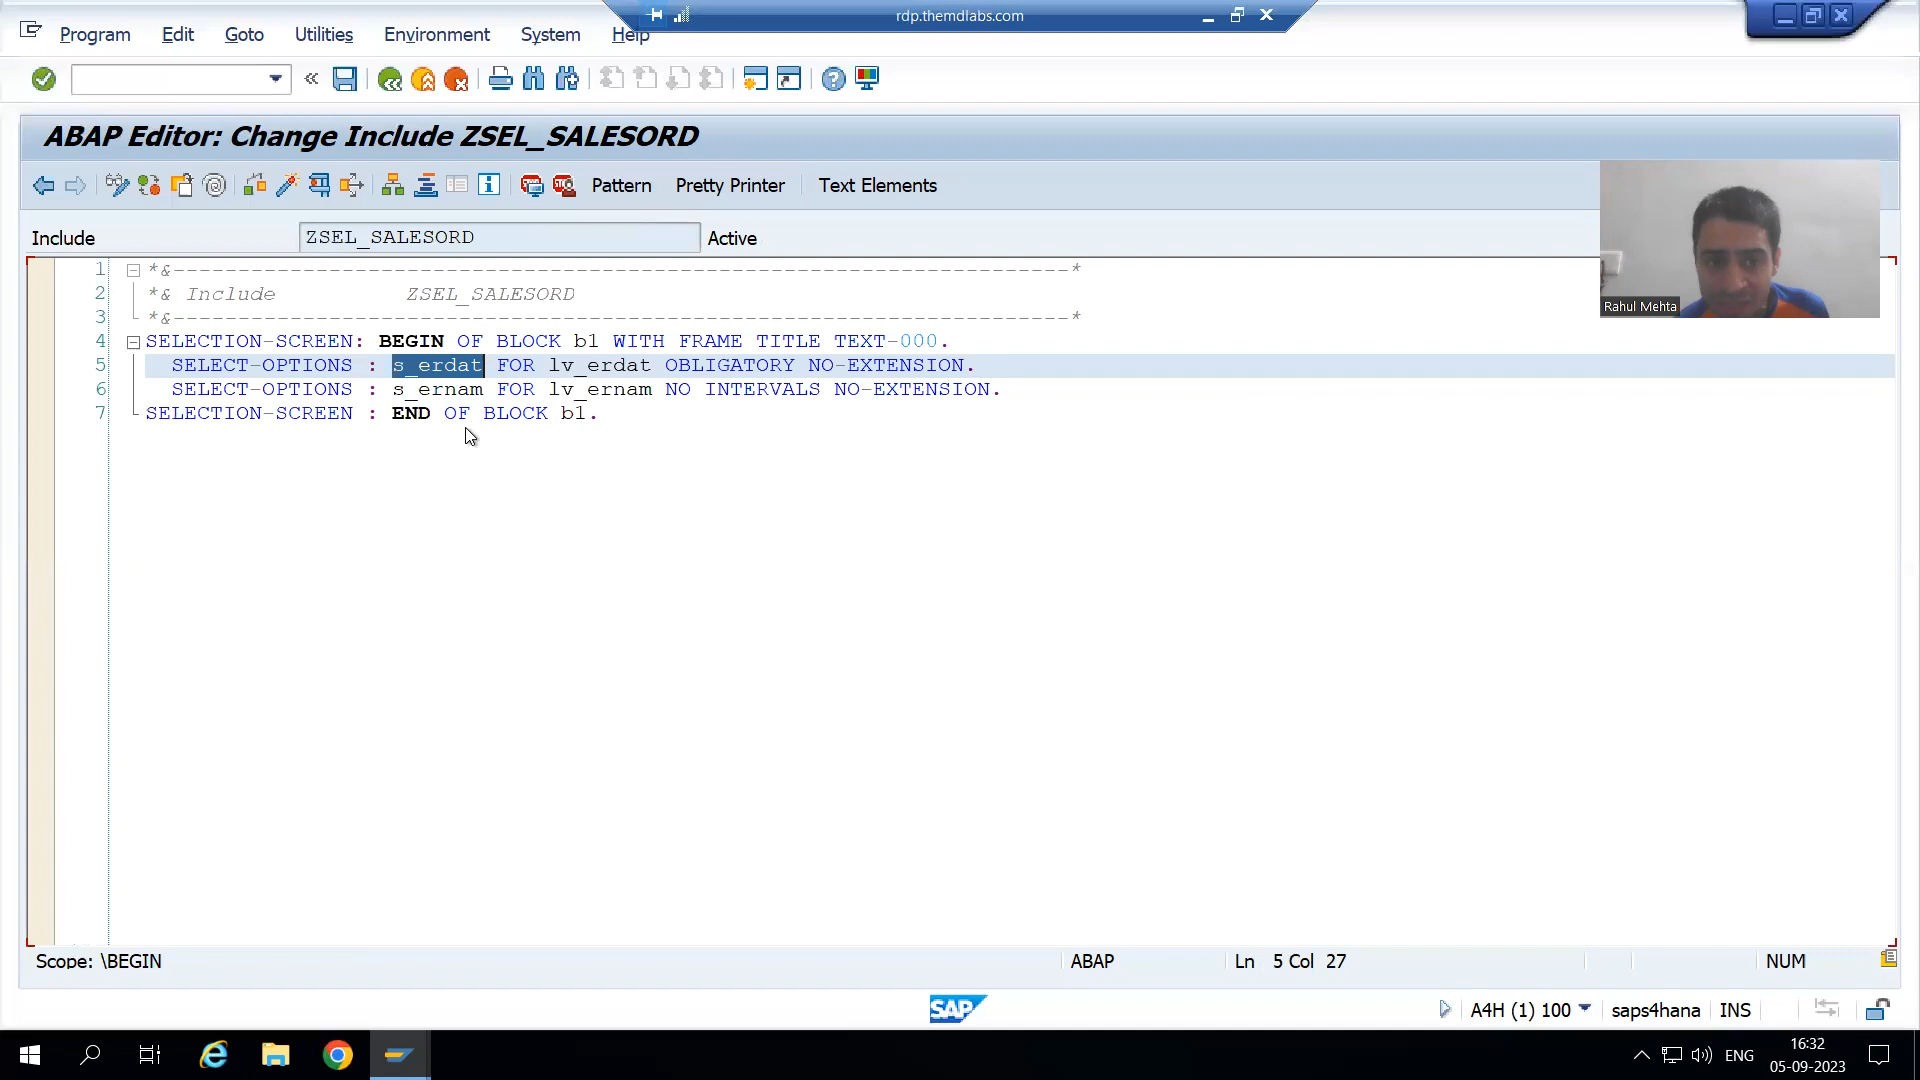 rdp.themdlabs.com
Program Edit Goto Utilities Environment System Help
ABAP Editor: Change Include ZSEL_SALESORD
Pattern Pretty Printer Text Elements
Include ZSEL_SALESORD Active
1 *&---------------------------------------------------------------------*
2 *& Include ZSEL_SALESORD
3 *&---------------------------------------------------------------------*
4 SELECTION-SCREEN: BEGIN OF BLOCK b1 WITH FRAME TITLE TEXT-000.
5 SELECT-OPTIONS : s_erdat FOR lv_erdat OBLIGATORY NO-EXTENSION.
6 SELECT-OPTIONS : s_ernam FOR lv_ernam NO INTERVALS NO-EXTENSION.
7 SELECTION-SCREEN : END OF BLOCK b1.
Rahul Mehta
Scope: \BEGIN ABAP Ln 5 Col 27 NUM
SAP A4H (1) 100 saps4hana INS
ENG 16:32
05-09-2023